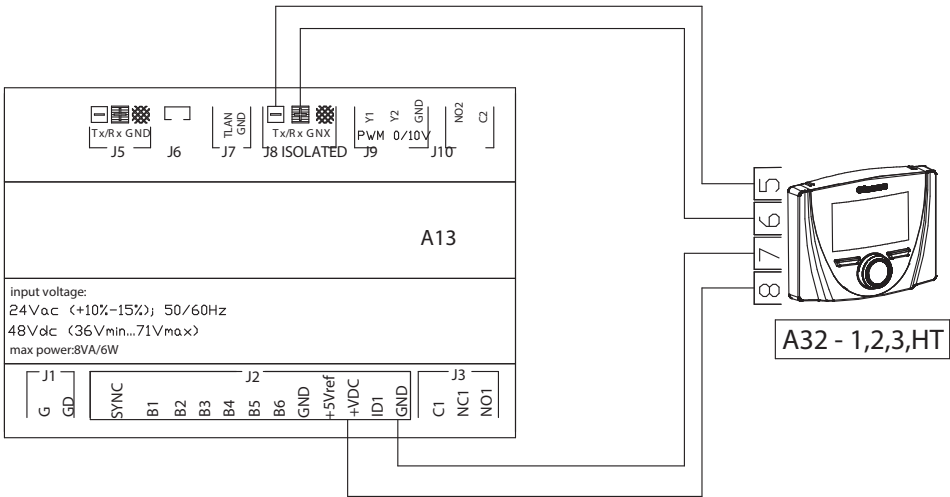 Tx/Rx GND
J5
J6
TLAN
GND
J7
Tx/Rx GNX
J8 ISOLATED
Y1
Y2
GND
PWM 0/10V
J9
NO2
C2
J10
A13
5
6
7
8
A32 - 1,2,3,HT
input voltage:
24Vac (+10%-15%); 50/60Hz
48Vdc (36Vmin...71Vmax)
max power:8VA/6W
J1
G
GD
J2
SYNC
B1
B2
B3
B4
B5
B6
GND
+5Vref
+VDC
ID1
GND
J3
C1
NC1
NO1